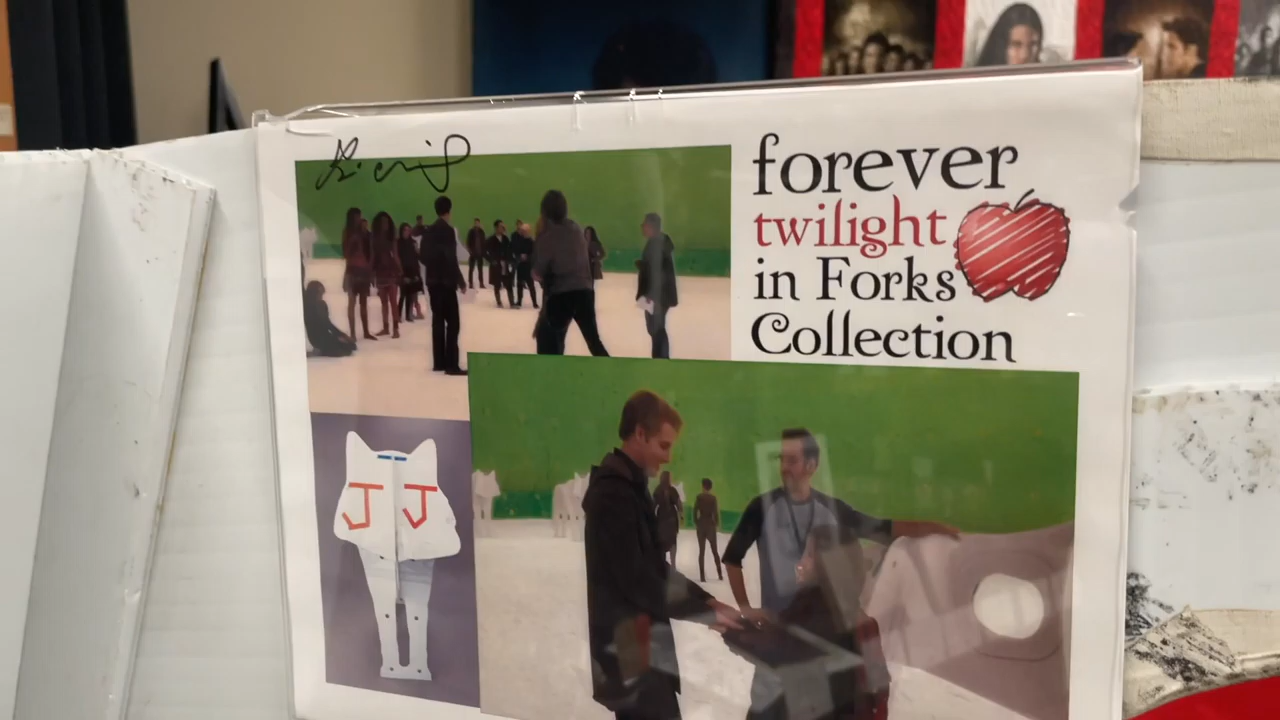 forever
twilight
in Forks
Collection
J J